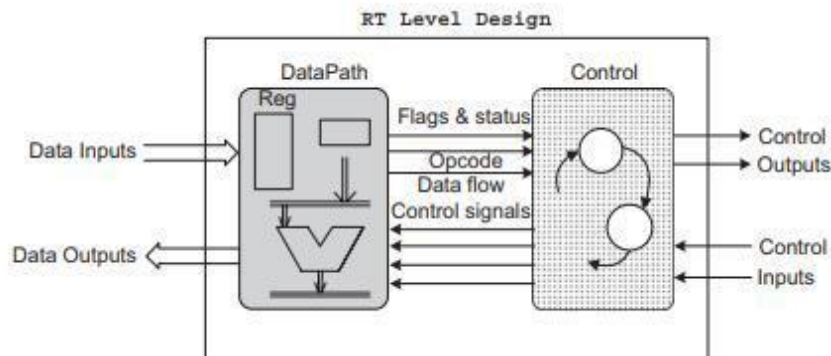 RT Level Design
DataPath
Control
Reg
Flags & status
Data Inputs
Opcode
Data flow
Control signals
Data Outputs
Control
Outputs
Control
Inputs